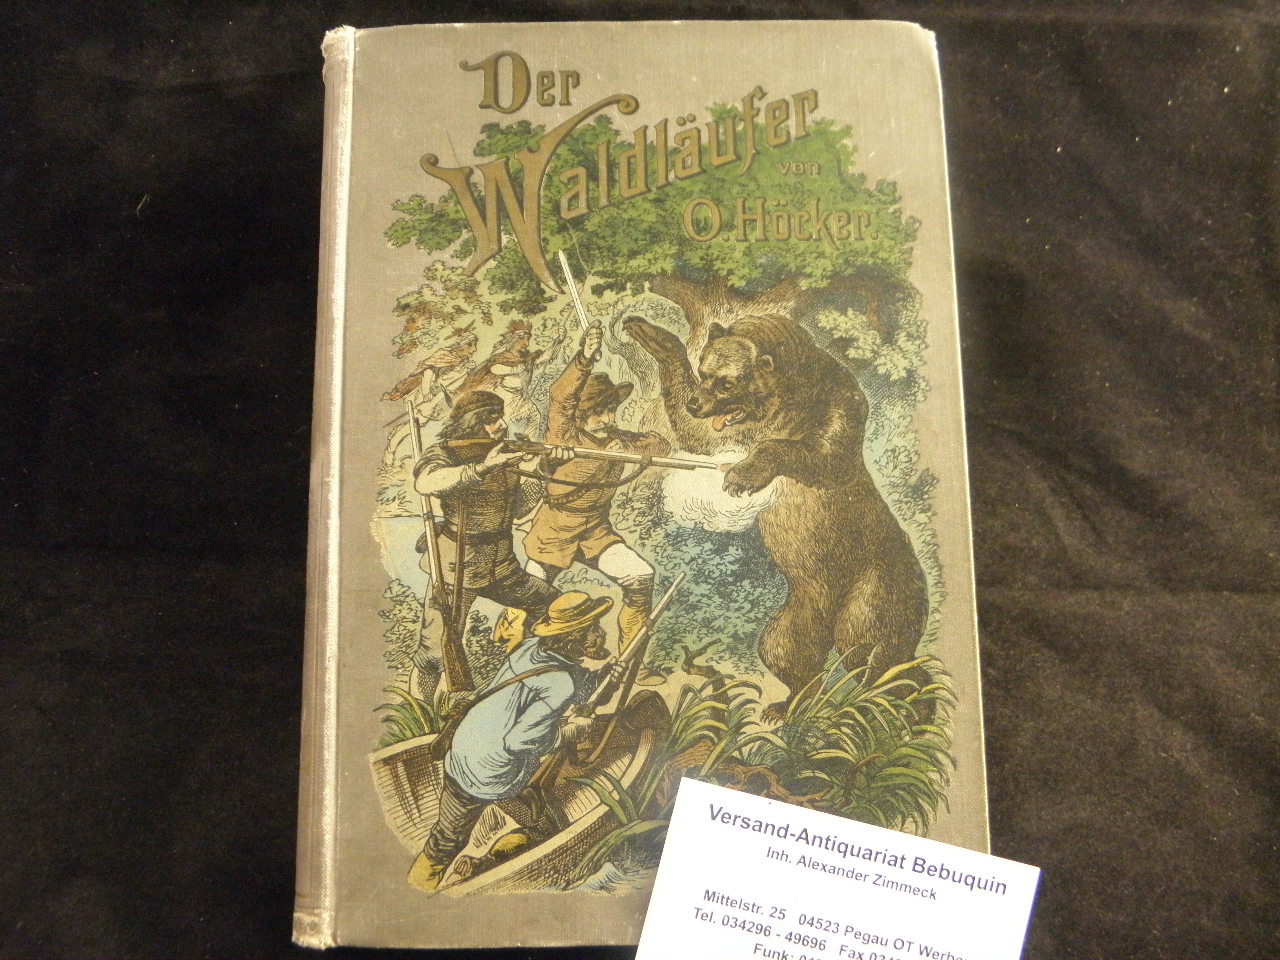 Der
Waldläufer
von
O. Höcker.
Versand-Antiquariat Bebuquin
Inh. Alexander Zimmeck
Mittelstr. 25 04523 Pegau OT
Tel. 034296 - 49696 Fax
Funk: